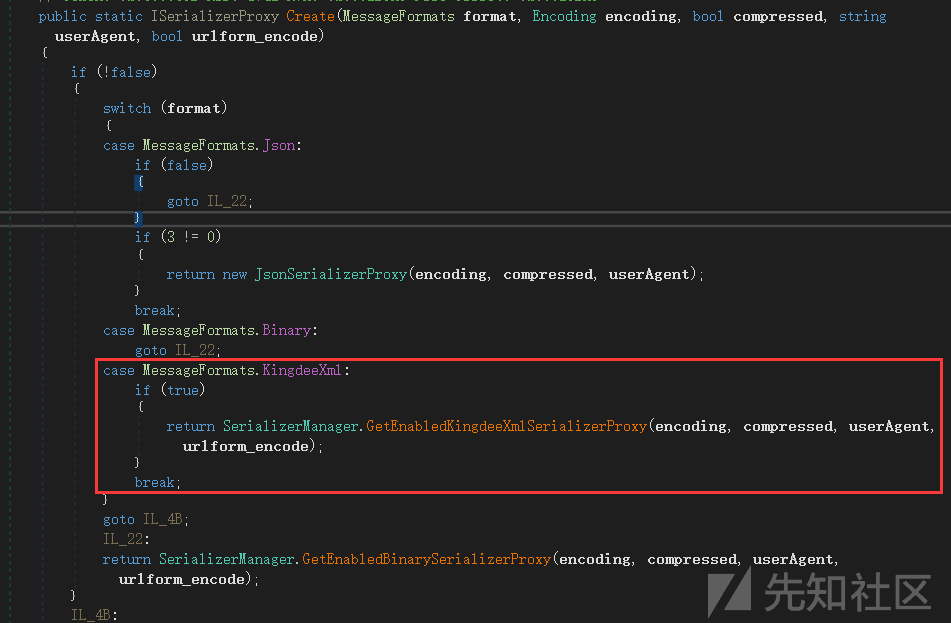 public static ISerializerProxy Create(MessageFormats format, Encoding encoding, bool compressed, string
userAgent, bool urlform_encode)
{
if (!false)
{
switch (format)
{
case MessageFormats.Json:
if (false)
{
goto IL_22;
}
if (3 != 0)
{
return new JsonSerializerProxy(encoding, compressed, userAgent);
}
break;
case MessageFormats.Binary:
goto IL_22;
case MessageFormats.KingdeeXml:
if (true)
{
return SerializerManager.GetEnabledKingdeeXmlSerializerProxy(encoding, compressed, userAgent,
urlform_encode);
}
break;
}
goto IL_4B;
IL_22:
return SerializerManager.GetEnabledBinarySerializerProxy(encoding, compressed, userAgent,
urlform_encode);
}
IL_4B:
先知社区